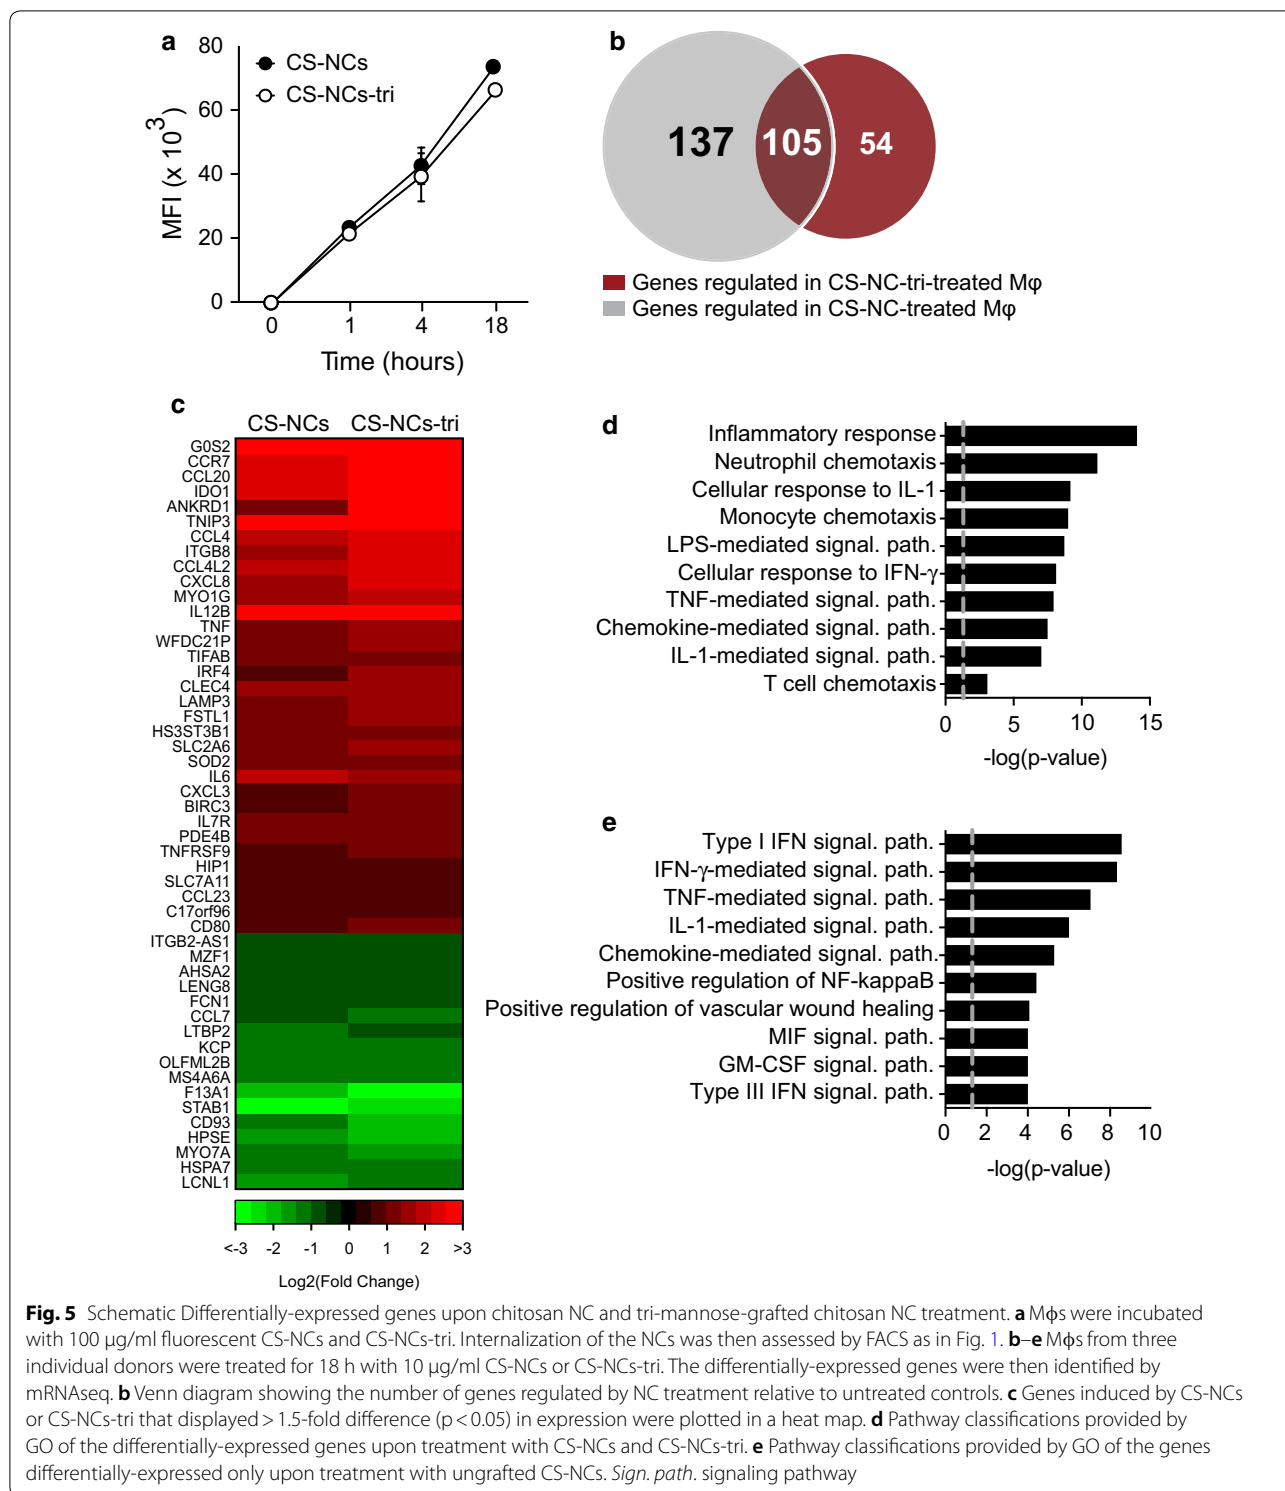 a
80
60
40
20
0
MFI (x 10³)
CS-NCs
CS-NCs-tri
0 1 4 18
Time (hours)
b
137 105 54
Genes regulated in CS-NC-tri-treated Mφ
Genes regulated in CS-NC-treated Mφ
c
CS-NCs CS-NCs-tri
G0S2
CCR7
CCL20
IDO1
ANKRD1
TNIP3
CCL4
ITGB8
CCL4L2
CXCL8
MYO1G
IL12B
TNF
WFDC21P
TIFAB
IRF4
CLEC4
LAMP3
FSTL1
HS3ST3B1
SLC2A6
SOD2
IL6
CXCL3
BIRC3
IL7R
PDE4B
TNFRSF9
HIP1
SLC7A11
CCL23
C17orf96
CD80
ITGB2-AS1
MZF1
AHSA2
LENG8
FCN1
CCL7
LTBP2
KCP
OLFML2B
MS4A6A
F13A1
STAB1
CD93
HPSE
MYO7A
HSPA7
LCNL1
<-3 -2 -1 0 1 2 >3
Log2(Fold Change)
d
Inflammatory response
Neutrophil chemotaxis
Cellular response to IL-1
Monocyte chemotaxis
LPS-mediated signal. path.
Cellular response to IFN-γ
TNF-mediated signal. path.
Chemokine-mediated signal. path.
IL-1-mediated signal. path.
T cell chemotaxis
0 5 10 15
-log(p-value)
e
Type I IFN signal. path.
IFN-γ-mediated signal. path.
TNF-mediated signal. path.
IL-1-mediated signal. path.
Chemokine-mediated signal. path.
Positive regulation of NF-kappaB
Positive regulation of vascular wound healing
MIF signal. path.
GM-CSF signal. path.
Type III IFN signal. path.
0 2 4 6 8 10
-log(p-value)
Fig. 5 Schematic Differentially-expressed genes upon chitosan NC and tri-mannose-grafted chitosan NC treatment. a Mφs were incubated
with 100 µg/ml fluorescent CS-NCs and CS-NCs-tri. Internalization of the NCs was then assessed by FACS as in Fig. 1. b–e Mφs from three
individual donors were treated for 18 h with 10 µg/ml CS-NCs or CS-NCs-tri. The differentially-expressed genes were then identified by
mRNAseq. b Venn diagram showing the number of genes regulated by NC treatment relative to untreated controls. c Genes induced by CS-NCs
or CS-NCs-tri that displayed > 1.5-fold difference (p < 0.05) in expression were plotted in a heat map. d Pathway classifications provided by
GO of the differentially-expressed genes upon treatment with CS-NCs and CS-NCs-tri. e Pathway classifications provided by GO of the genes
differentially-expressed only upon treatment with ungrafted CS-NCs. Sign. path. signaling pathway